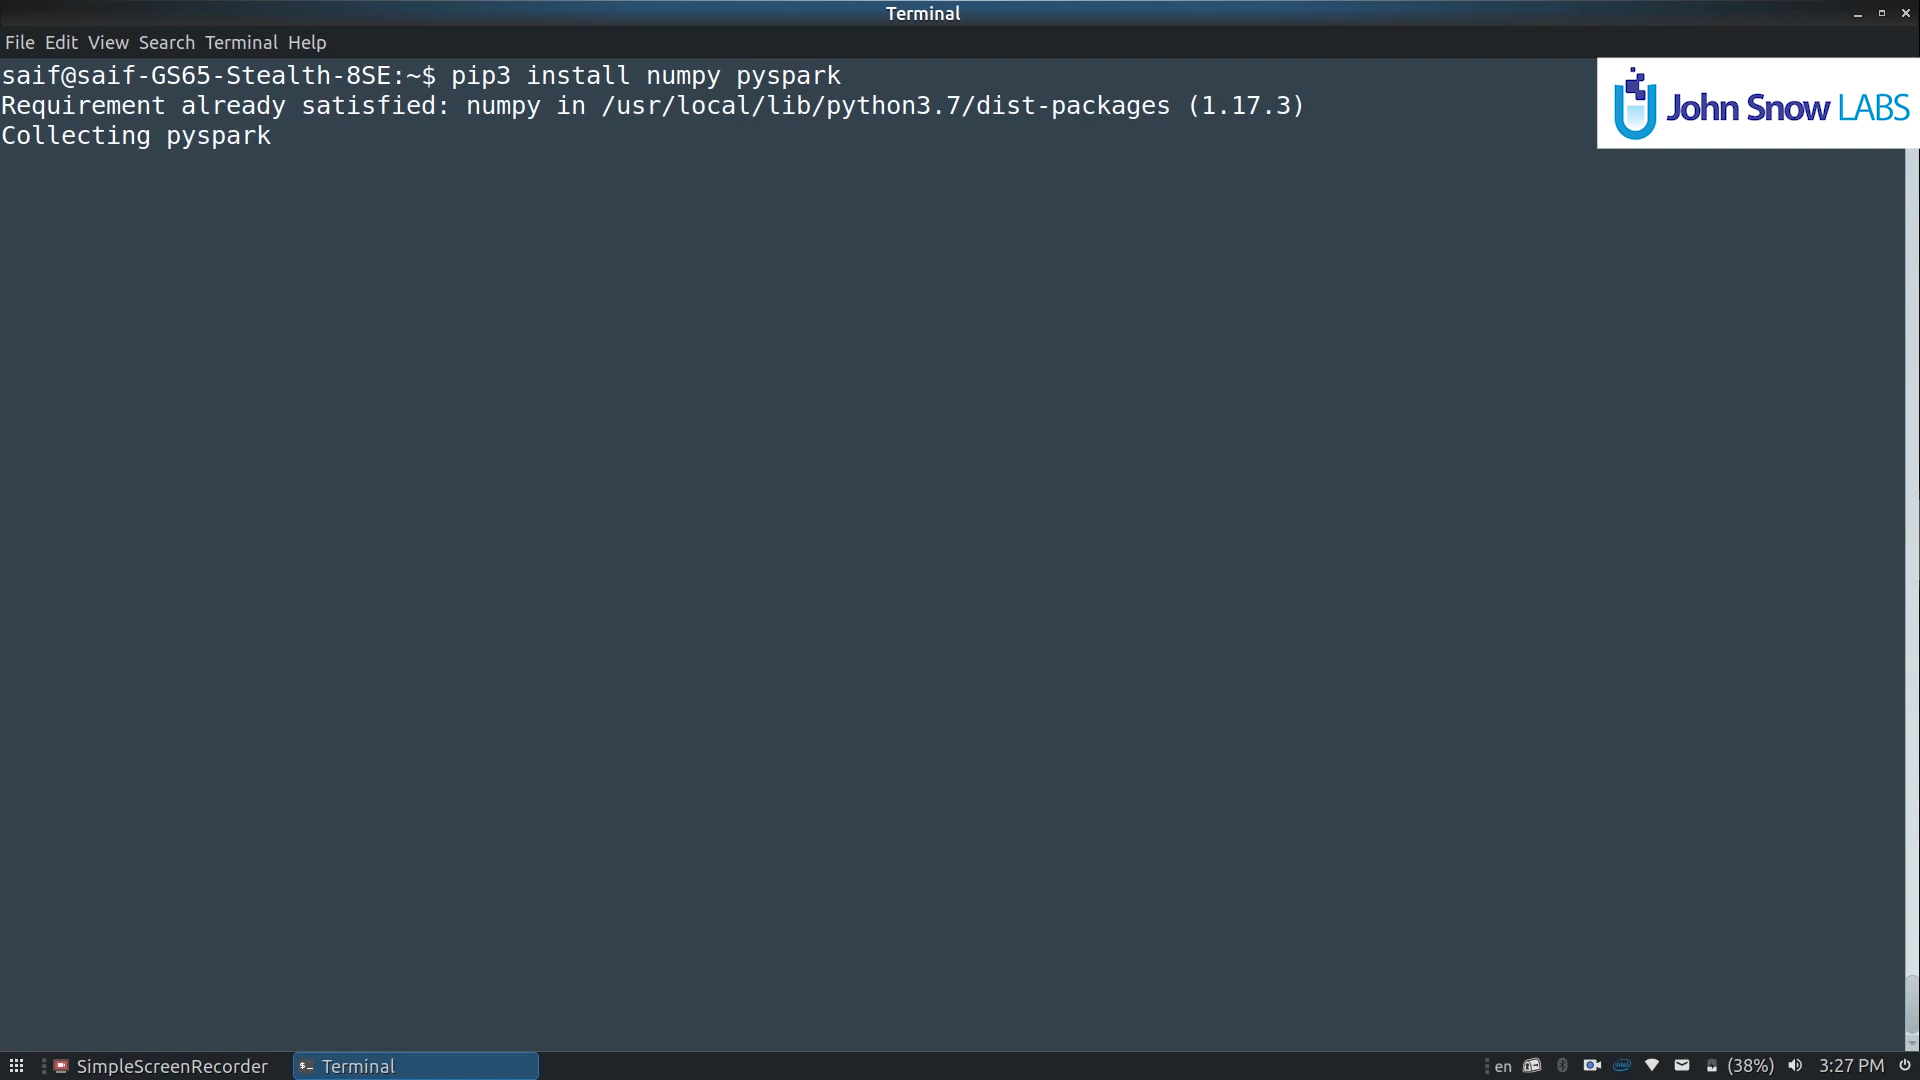 Terminal
File Edit View Search Terminal Help
saif@saif-GS65-Stealth-8SE:~$ pip3 install numpy pyspark
Requirement already satisfied: numpy in /usr/local/lib/python3.7/dist-packages (1.17.3)
Collecting pyspark
John Snow LABS
SimpleScreenRecorder
Terminal
en
intel
(38%)
3:27 PM